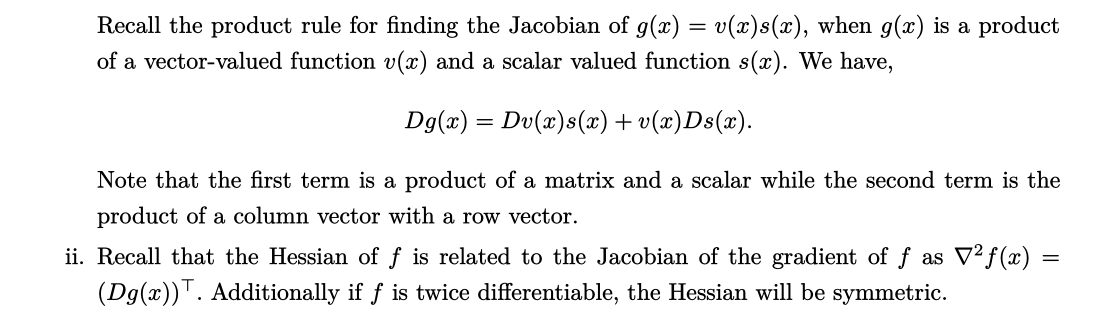 Recall the product rule for finding the Jacobian of g(x) = v(x)s(x), when g(x) is a product
of a vector-valued function v(x) and a scalar valued function s(x). We have,
Dg(x) = Dv(x)s(x) + v(x)Ds(x).
Note that the first term is a product of a matrix and a scalar while the second term is the
product of a column vector with a row vector.
ii. Recall that the Hessian of f is related to the Jacobian of the gradient of f as ∇²f(x) =
(Dg(x))⊤. Additionally if f is twice differentiable, the Hessian will be symmetric.